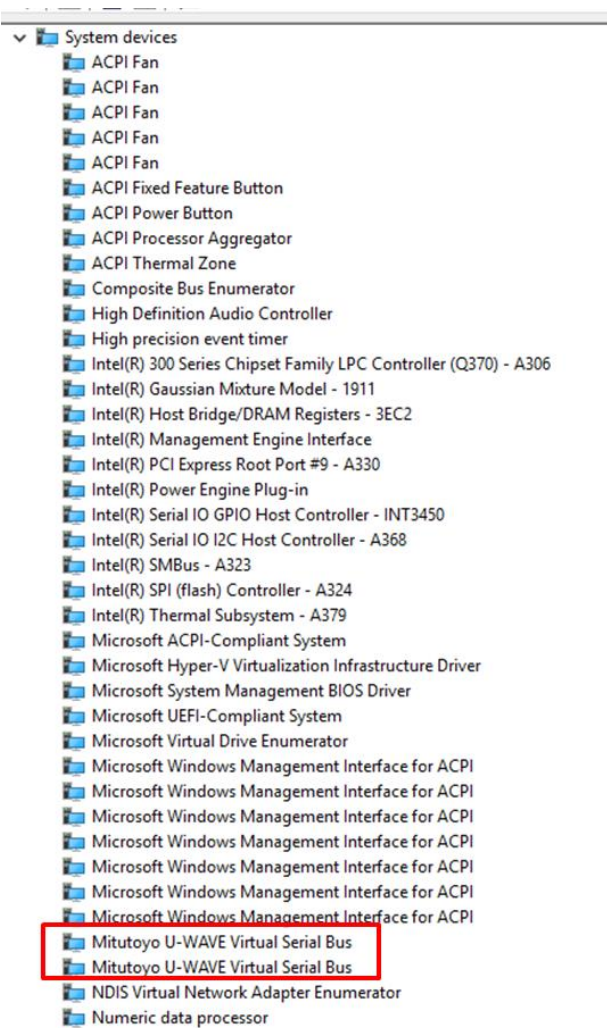 System devices
ACPI Fan
ACPI Fan
ACPI Fan
ACPI Fan
ACPI Fan
ACPI Fixed Feature Button
ACPI Power Button
ACPI Processor Aggregator
ACPI Thermal Zone
Composite Bus Enumerator
High Definition Audio Controller
High precision event timer
Intel(R) 300 Series Chipset Family LPC Controller (Q370) - A306
Intel(R) Gaussian Mixture Model - 1911
Intel(R) Host Bridge/DRAM Registers - 3EC2
Intel(R) Management Engine Interface
Intel(R) PCI Express Root Port #9 - A330
Intel(R) Power Engine Plug-in
Intel(R) Serial IO GPIO Host Controller - INT3450
Intel(R) Serial IO I2C Host Controller - A368
Intel(R) SMBus - A323
Intel(R) SPI (flash) Controller - A324
Intel(R) Thermal Subsystem - A379
Microsoft ACPI-Compliant System
Microsoft Hyper-V Virtualization Infrastructure Driver
Microsoft System Management BIOS Driver
Microsoft UEFI-Compliant System
Microsoft Virtual Drive Enumerator
Microsoft Windows Management Interface for ACPI
Microsoft Windows Management Interface for ACPI
Microsoft Windows Management Interface for ACPI
Microsoft Windows Management Interface for ACPI
Microsoft Windows Management Interface for ACPI
Microsoft Windows Management Interface for ACPI
Microsoft Windows Management Interface for ACPI
Mitutoyo U-WAVE Virtual Serial Bus
Mitutoyo U-WAVE Virtual Serial Bus
NDIS Virtual Network Adapter Enumerator
Numeric data processor